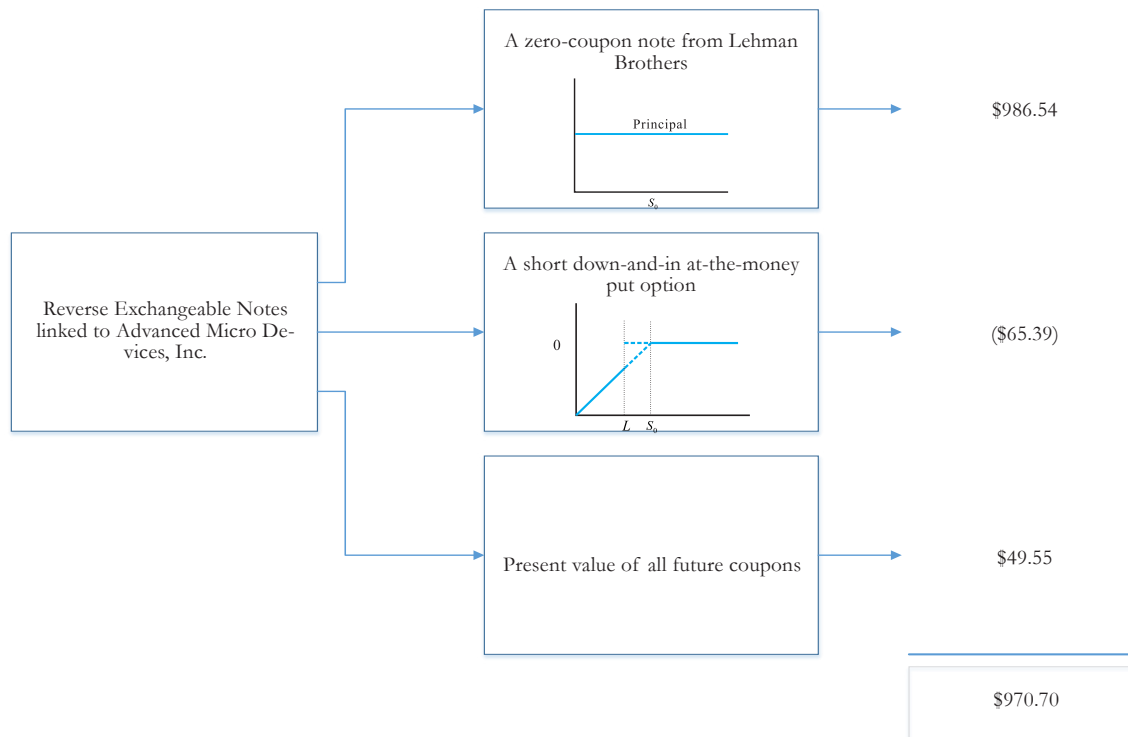 A zero-coupon note from Lehman
Brothers
Principal
S₀
$986.54
Reverse Exchangeable Notes
linked to Advanced Micro De-
vices, Inc.
A short down-and-in at-the-money
put option
0
L S₀
($65.39)
Present value of all future coupons
$49.55
$970.70